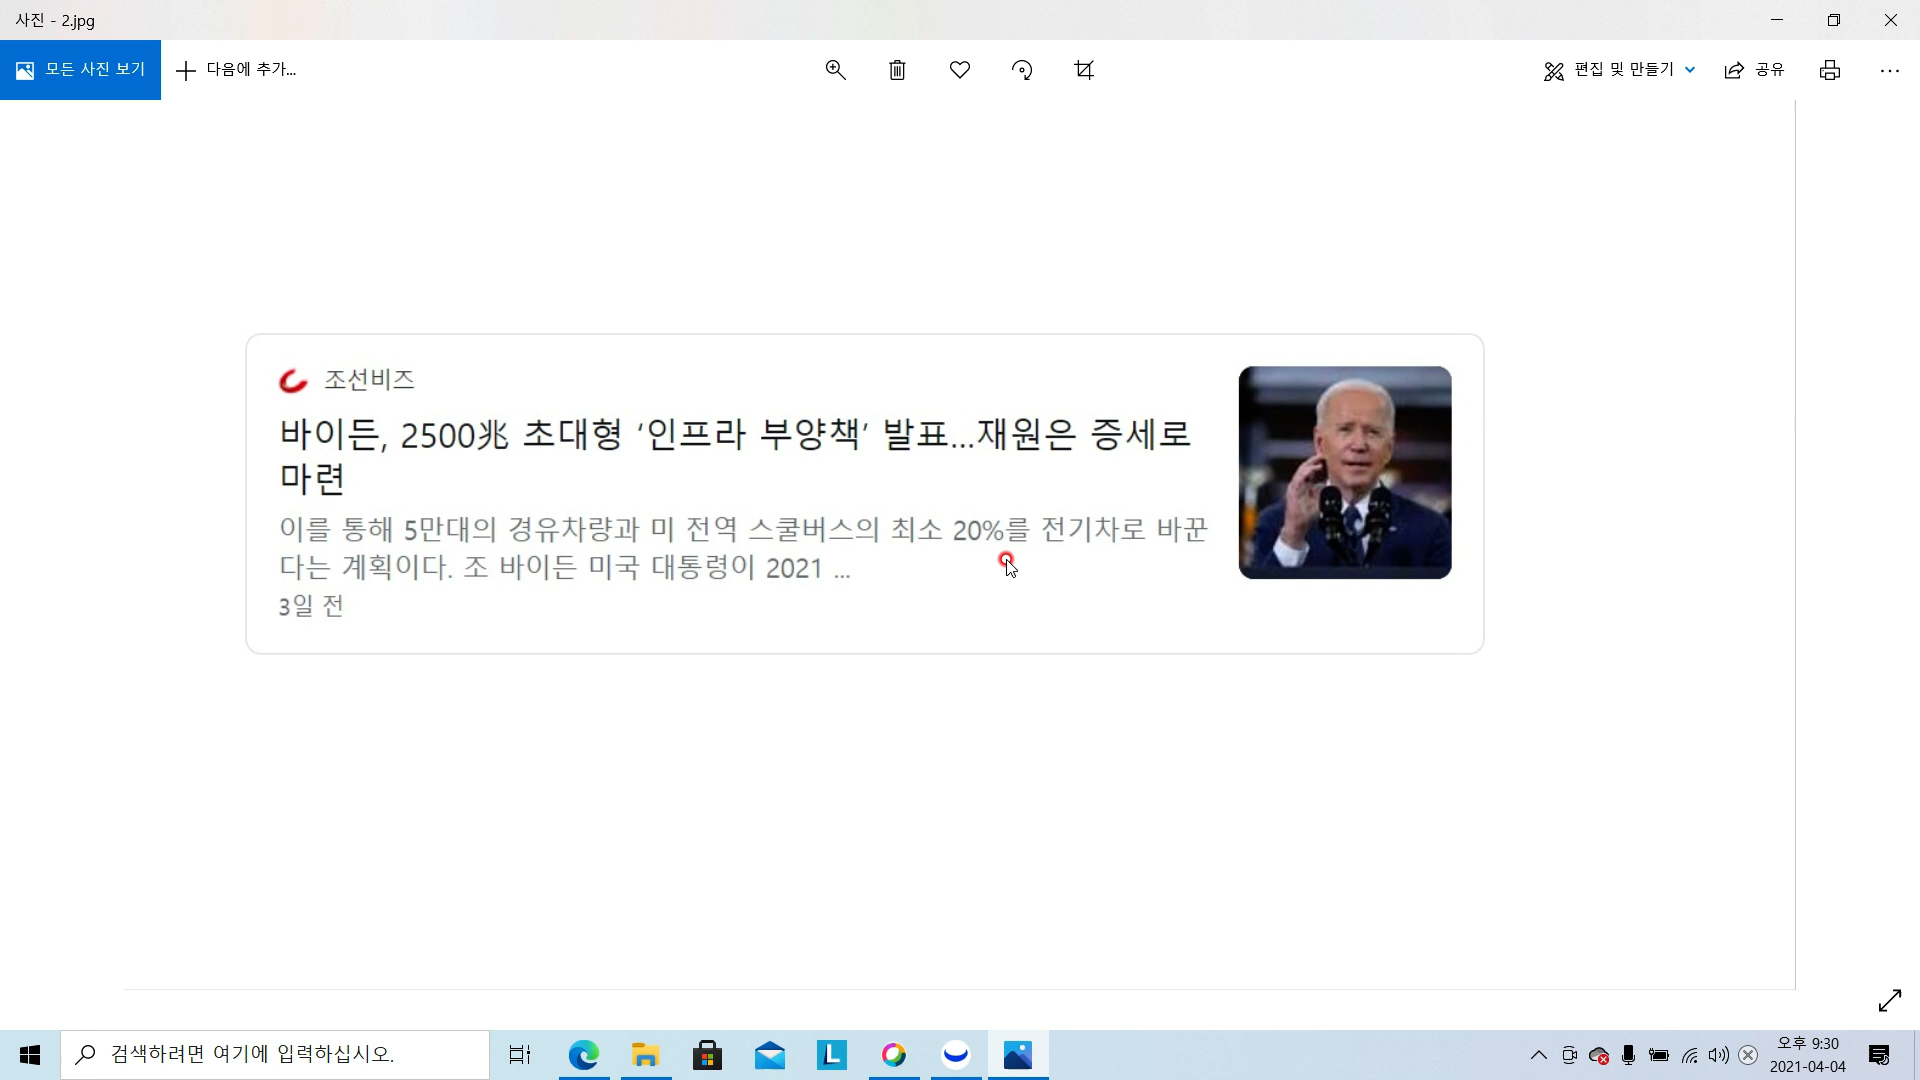 사진 - 2.jpg
모든 사진 보기
다음에 추가...
편집 및 만들기
공유
조선비즈
바이든, 2500兆 초대형 ‘인프라 부양책’ 발표...재원은 증세로
마련
이를 통해 5만대의 경유차량과 미 전역 스쿨버스의 최소 20%를 전기차로 바꾼
다는 계획이다. 조 바이든 미국 대통령이 2021 ...
3일 전
검색하려면 여기에 입력하십시오.
L
오후 9:30
2021-04-04